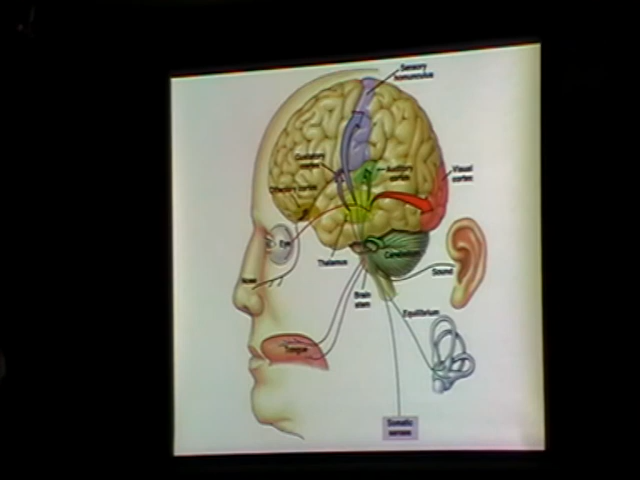 Sensory
homunculus
Gustatory
cortex
Auditory
cortex
Visual
cortex
Olfactory cortex
Eye
Thalamus
Cerebellum
Nose
Sound
Brain
stem
Equilibrium
Tongue
Somatic
senses